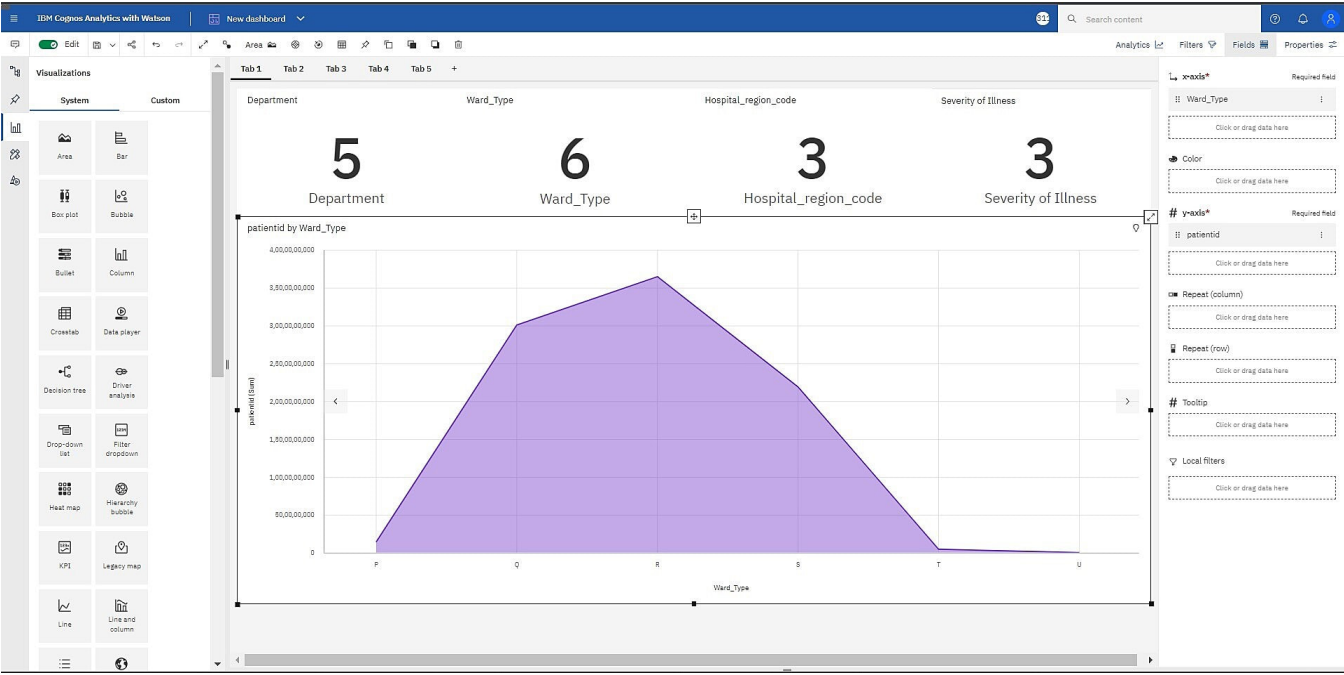 IBM Cognos Analytics with Watson
New dashboard
Search content
Edit
Area
Analytics
Filters
Fields
Properties
Visualizations
System
Custom
Area
Bar
Box plot
Bubble
Bullet
Column
Crosstab
Data player
Decision tree
Driver
analysis
Drop-down
list
Filter
dropdown
Heat map
Hierarchy
bubble
KPI
Legacy map
Line
Line and
column
Tab 1
Tab 2
Tab 3
Tab 4
Tab 5
+
Department
Ward_Type
Hospital_region_code
Severity of Illness
5
6
3
3
Department
Ward_Type
Hospital_region_code
Severity of Illness
patientid by Ward_Type
4,00,00,00,000
3,50,00,00,000
3,00,00,00,000
2,50,00,00,000
2,00,00,00,000
1,50,00,00,000
1,00,00,00,000
50,00,00,000
0
patientid (Sum)
P
Q
R
S
T
U
Ward_Type
x-axis*
Required field
Ward_Type
Click or drag data here
Color
Click or drag data here
# y-axis*
Required field
patientid
Click or drag data here
Repeat (column)
Click or drag data here
Repeat (row)
Click or drag data here
# Tooltip
Click or drag data here
Local filters
Click or drag data here